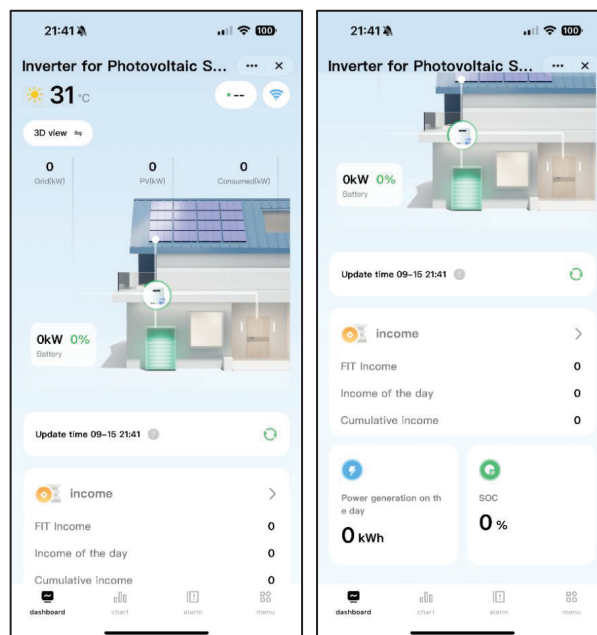 21:41
100
Inverter for Photovoltaic S...
31 °C
--
3D view
0
0
0
Grid(kW)
PV(kW)
Consumed(kW)
0kW 0%
Battery
Update time 09-15 21:41
income
FIT Income 0
Income of the day 0
Cumulative income 0
dashboard
chart
alarm
menu
21:41
100
Inverter for Photovoltaic S...
0kW 0%
Battery
Update time 09-15 21:41
income
FIT Income 0
Income of the day 0
Cumulative income 0
Power generation on th
e day
0 kWh
SOC
0 %
dashboard
chart
alarm
menu